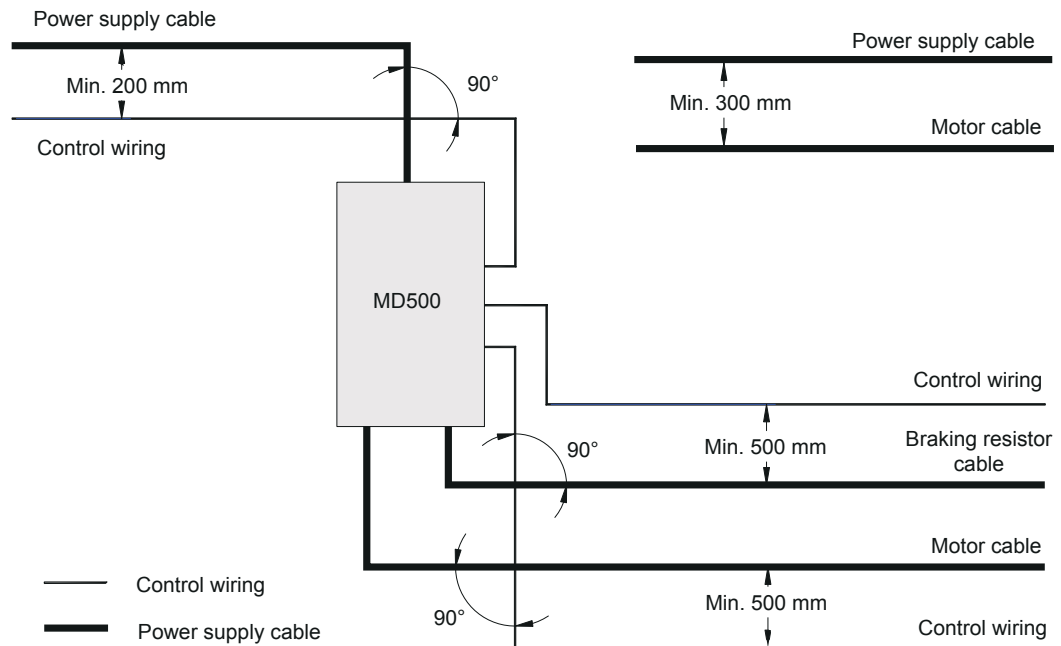 Power supply cable
Power supply cable
Min. 200 mm
90°
Min. 300 mm
Control wiring
Motor cable
MD500
Control wiring
Min. 500 mm
Braking resistor
cable
90°
Motor cable
Control wiring
90°
Min. 500 mm
Power supply cable
Control wiring